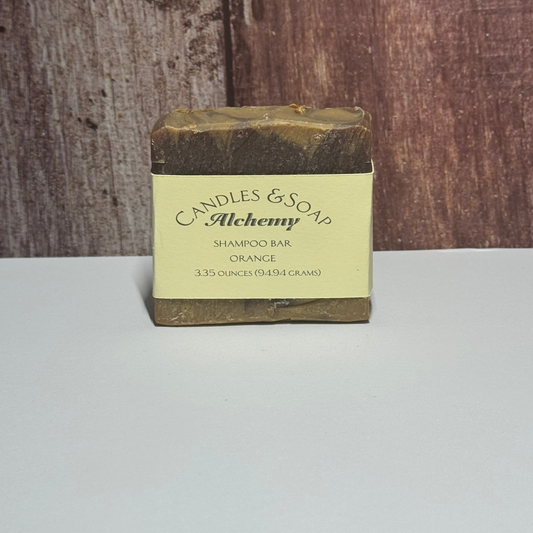 CANDLES & SOAP
Alchemy
SHAMPOO BAR
ORANGE
3.35 OUNCES (94.94 GRAMS)